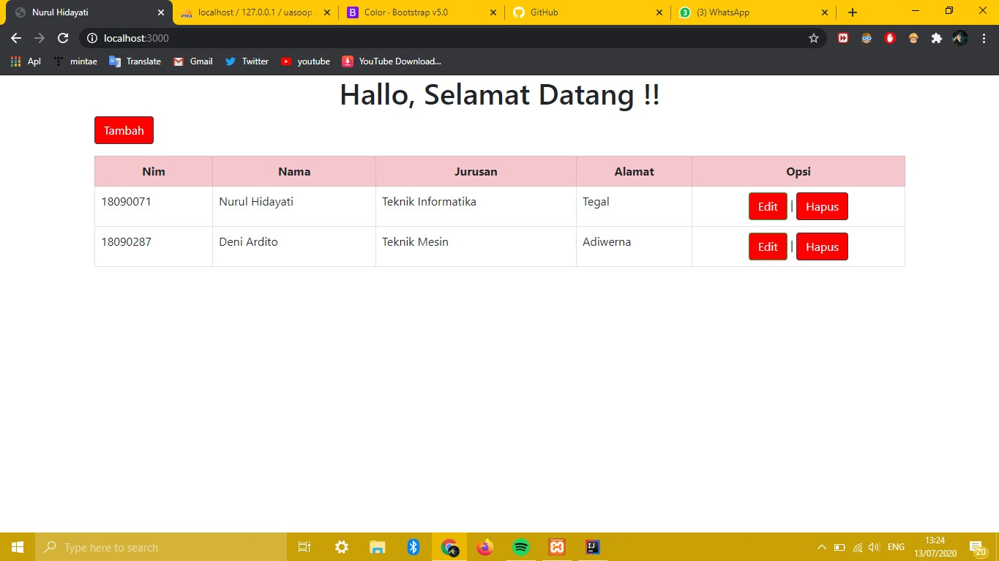 Nurul Hidayati
PMA
localhost / 127.0.0.1 / uasoop
B Color · Bootstrap v5.0
GitHub
3 (3) WhatsApp
localhost:3000
Apl
mintae
Translate
Gmail
Twitter
youtube
YouTube Download...
Hallo, Selamat Datang !!
Tambah
Nim Nama Jurusan Alamat Opsi
18090071 Nurul Hidayati Teknik Informatika Tegal Edit | Hapus
18090287 Deni Ardito Teknik Mesin Adiwerna Edit | Hapus
Type here to search
IJ
ENG
13:24
13/07/2020
20